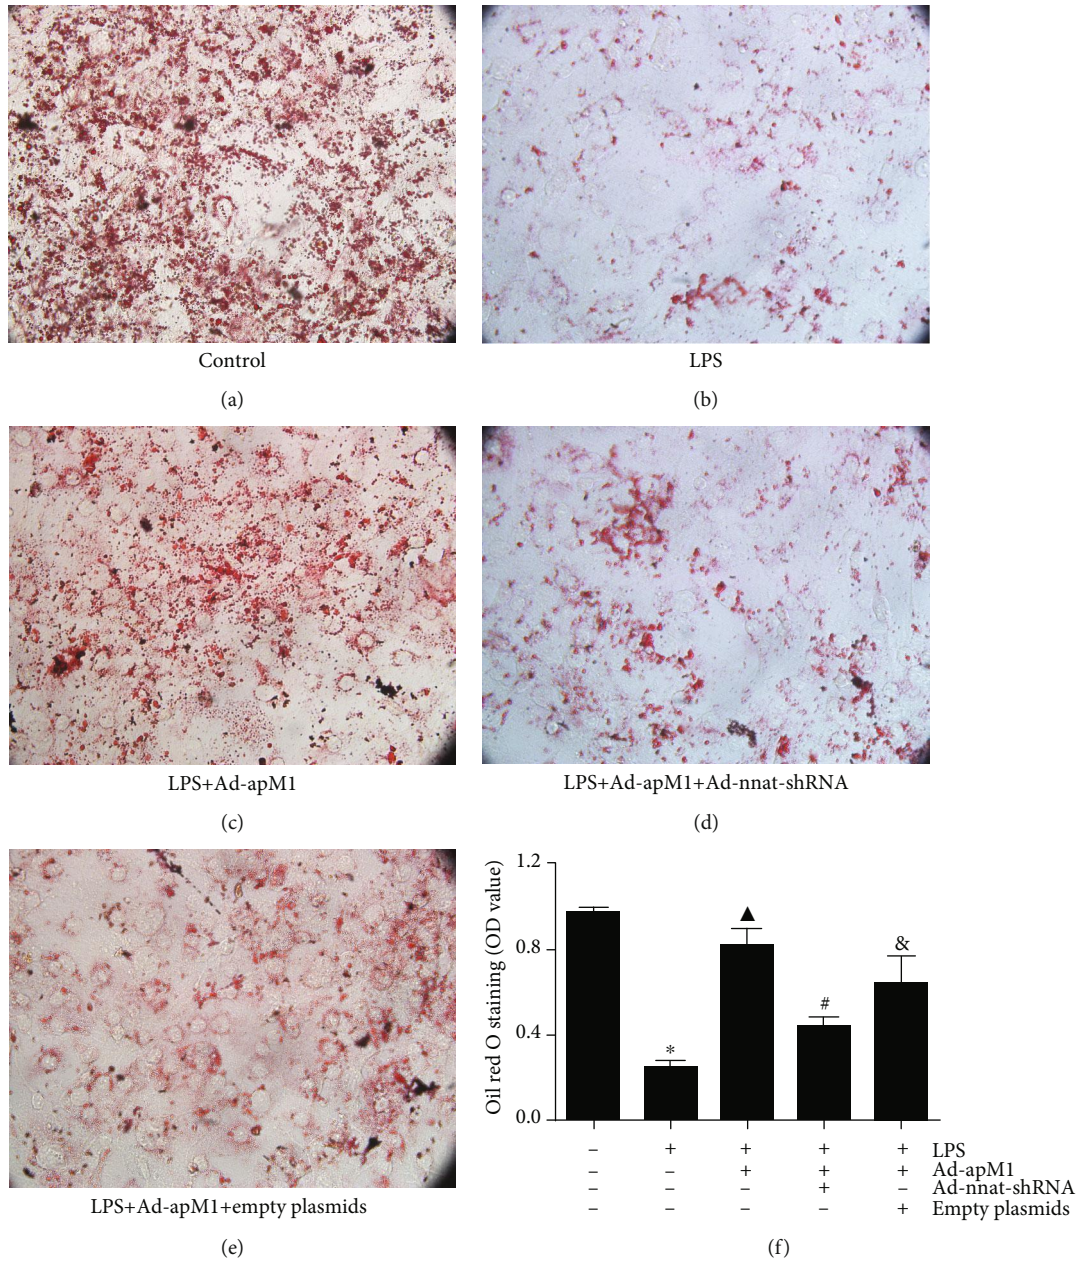 Control
(a)
LPS
(b)
LPS+Ad-apM1
(c)
LPS+Ad-apM1+Ad-nnat-shRNA
(d)
LPS+Ad-apM1+empty plasmids
(e)
Oil red O staining (OD value)
1.2
0.8
0.4
0.0
* ▲ # &
− + + + + LPS
− − + + + Ad-apM1
− − − + − Ad-nnat-shRNA
− − − − + Empty plasmids
(f)